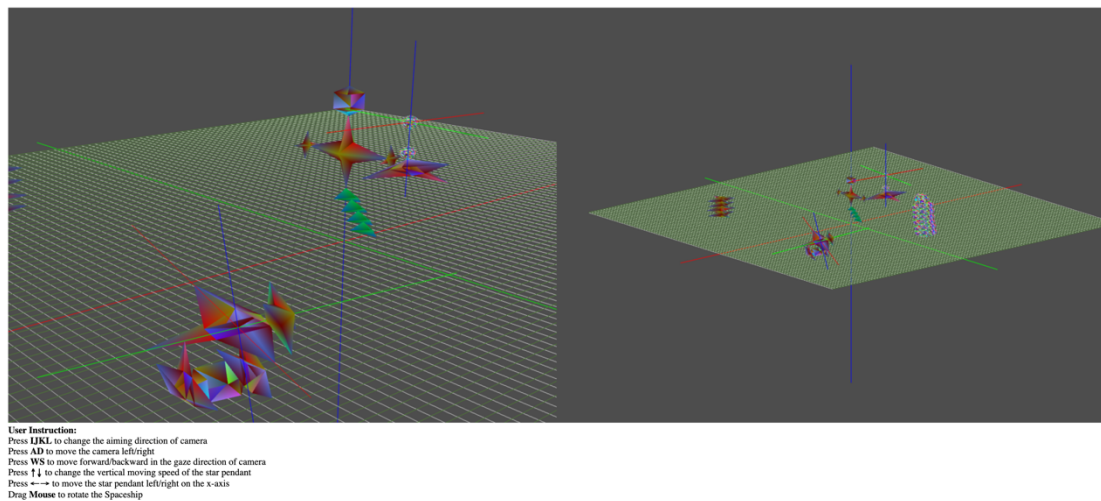 User Instruction:
Press IJKL to change the aiming direction of camera
Press AD to move the camera left/right
Press WS to move forward/backward in the gaze direction of camera
Press ↑↓ to change the vertical moving speed of the star pendant
Press ←→ to move the star pendant left/right on the x-axis
Drag Mouse to rotate the Spaceship